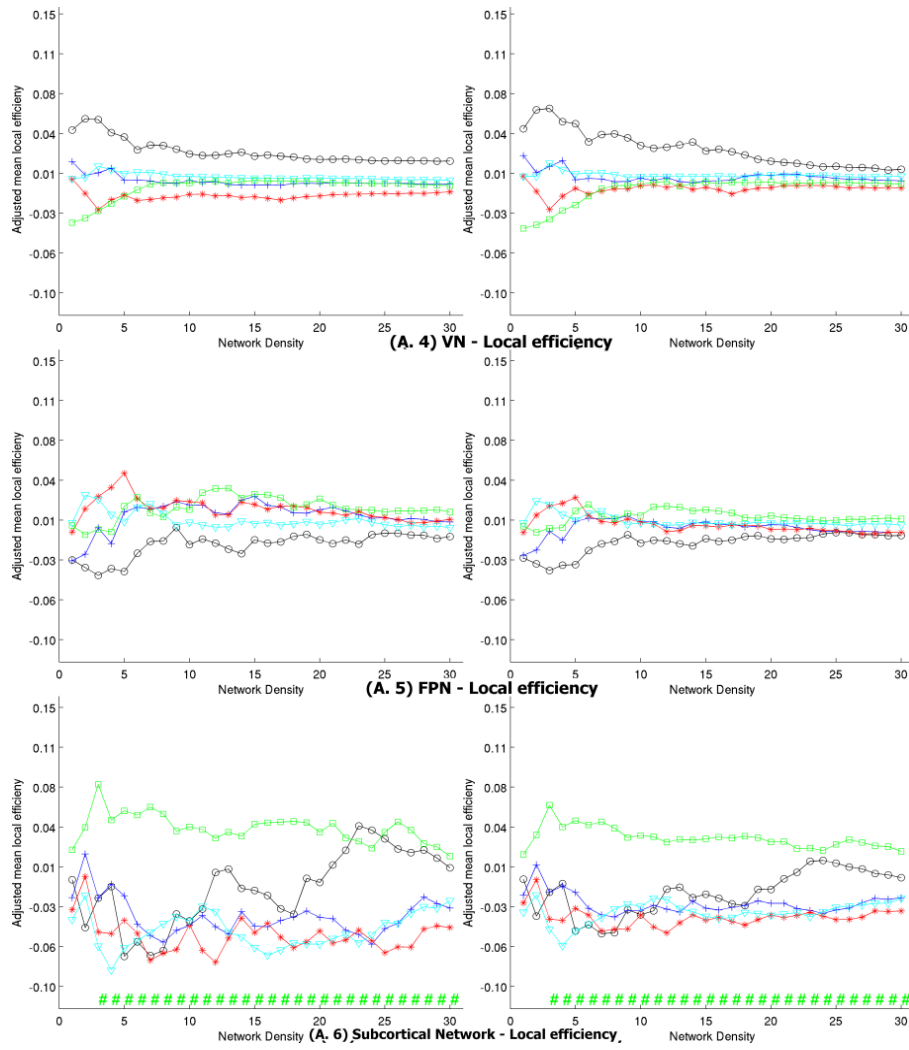 Adjusted mean local efficieny
0.15
0.11
0.08
0.04
0.01
-0.03
-0.06
-0.10
0 5 10 15 20 25 30
Network Density
Adjusted mean local efficieny
0.15
0.11
0.08
0.04
0.01
-0.03
-0.06
-0.10
0 5 10 15 20 25 30
Network Density
(A. 4) VN - Local efficiency
Adjusted mean local efficieny
0.15
0.11
0.08
0.04
0.01
-0.03
-0.06
-0.10
0 5 10 15 20 25 30
Network Density
Adjusted mean local efficieny
0.15
0.11
0.08
0.04
0.01
-0.03
-0.06
-0.10
0 5 10 15 20 25 30
Network Density
(A. 5) FPN - Local efficiency
Adjusted mean local efficieny
0.15
0.11
0.08
0.04
0.01
-0.03
-0.06
-0.10
# # # # # # # # # # # # # # # # # # # # # # # # # # # #
0 5 10 15 20 25 30
Network Density
Adjusted mean local efficieny
0.15
0.11
0.08
0.04
0.01
-0.03
-0.06
-0.10
# # # # # # # # # # # # # # # # # # # # # # # # # # # #
0 5 10 15 20 25 30
Network Density
(A. 6) Subcortical Network - Local efficiency